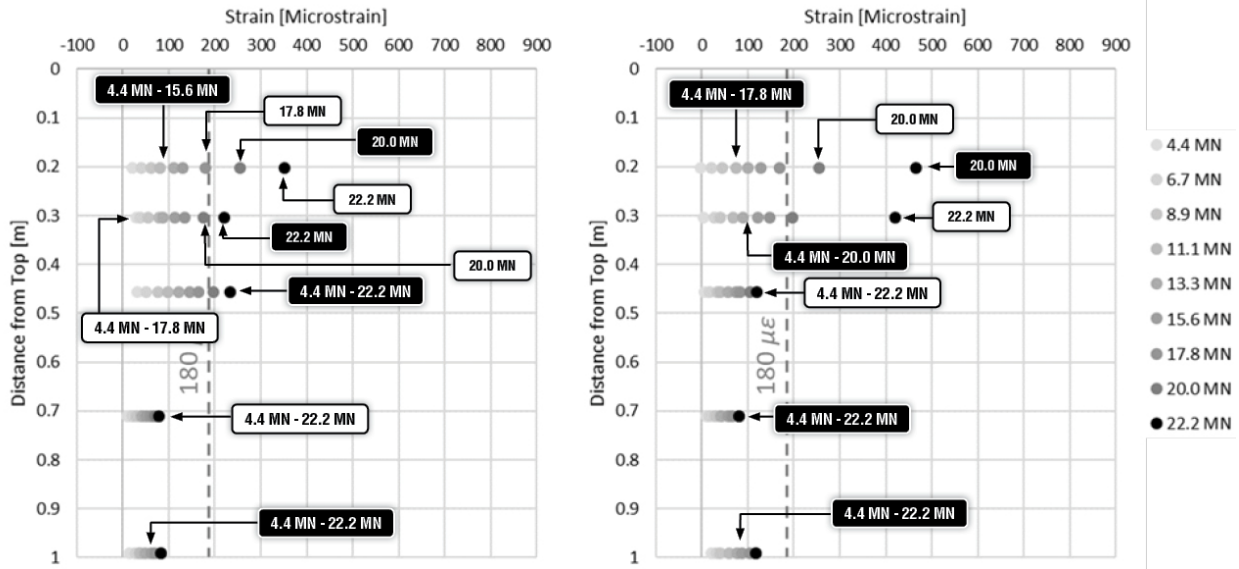 Strain [Microstrain]
-100 0 100 200 300 400 500 600 700 800 900
0
0.1
0.2
0.3
0.4
0.5
0.6
0.7
0.8
0.9
1
Distance from Top [m]
4.4 MN - 15.6 MN
17.8 MN
20.0 MN
22.2 MN
22.2 MN
20.0 MN
4.4 MN - 22.2 MN
4.4 MN - 17.8 MN
180
4.4 MN - 22.2 MN
4.4 MN - 22.2 MN
Strain [Microstrain]
-100 0 100 200 300 400 500 600 700 800 900
0
0.1
0.2
0.3
0.4
0.5
0.6
0.7
0.8
0.9
1
Distance from Top [m]
4.4 MN - 17.8 MN
20.0 MN
20.0 MN
22.2 MN
4.4 MN - 20.0 MN
4.4 MN - 22.2 MN
180 με
4.4 MN - 22.2 MN
4.4 MN - 22.2 MN
4.4 MN
6.7 MN
8.9 MN
11.1 MN
13.3 MN
15.6 MN
17.8 MN
20.0 MN
22.2 MN